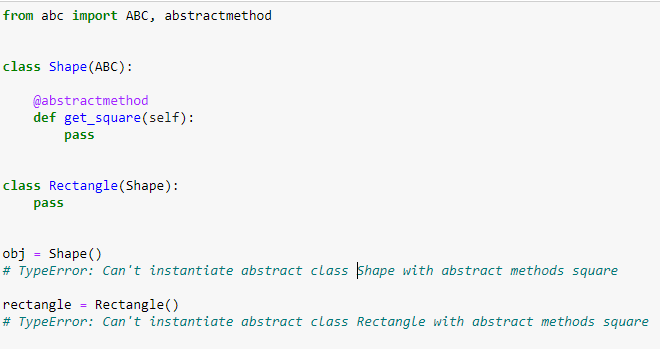 from abc import ABC, abstractmethod
class Shape(ABC):
@abstractmethod
def get_square(self):
pass
class Rectangle(Shape):
pass
obj = Shape()
# TypeError: Can't instantiate abstract class Shape with abstract methods square
rectangle = Rectangle()
# TypeError: Can't instantiate abstract class Rectangle with abstract methods square